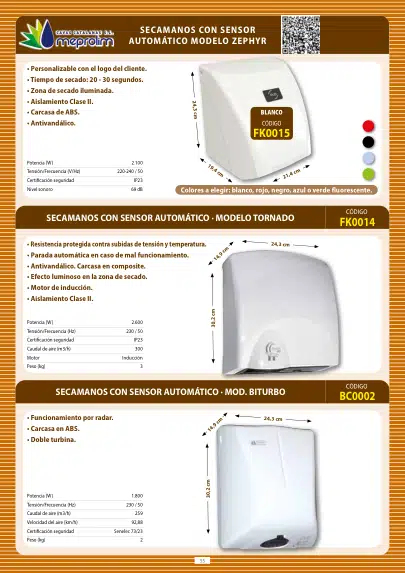 CAVAS CATALANAS S.L.
meprolim
SECAMANOS CON SENSOR
AUTOMÁTICO MODELO ZEPHYR
• Personalizable con el logo del cliente.
• Tiempo de secado: 20 - 30 segundos.
• Zona de secado iluminada.
• Aislamiento Clase II.
• Carcasa de ABS.
• Antivandálico.
24,5 cm
BLANCO
CÓDIGO
FK0015
21,4 cm
Potencia (W) 2 100
Tensión/Frecuencia (V/Hz) 220-240 / 50
Certificación seguridad IP23
Nivel sonoro 69 dB
Colores a elegir: blanco, rojo, negro, azul o verde fluorescente.
SECAMANOS CON SENSOR AUTOMÁTICO · MODELO TORNADO
CÓDIGO
FK0014
• Resistencia protegida contra subidas de tensión y temperatura.
• Parada automática en caso de mal funcionamiento.
• Antivandálico. Carcasa en composite.
• Efecto luminoso en la zona de secado.
• Motor de inducción.
• Aislamiento Clase II.
14,9 cm
24,3 cm
30,2 cm
Potencia (W) 2.600
Tensión/Frecuencia (Hz) 230 / 50
Certificación seguridad IP23
Caudal de aire (m3/h) 300
Motor Inducción
Peso (kg) 3
SECAMANOS CON SENSOR AUTOMÁTICO · MOD. BITURBO
CÓDIGO
BC0002
• Funcionamiento por radar.
• Carcasa en ABS.
• Doble turbina.
14,9 cm
24,3 cm
30,2 cm
Potencia (W) 1.800
Tensión/Frecuencia (Hz) 230 / 50
Caudal de aire (m3/h) 259
Velocidad del aire (km/h) 92,88
Certificación seguridad Semelec 73/23
Peso (kg) 2
55